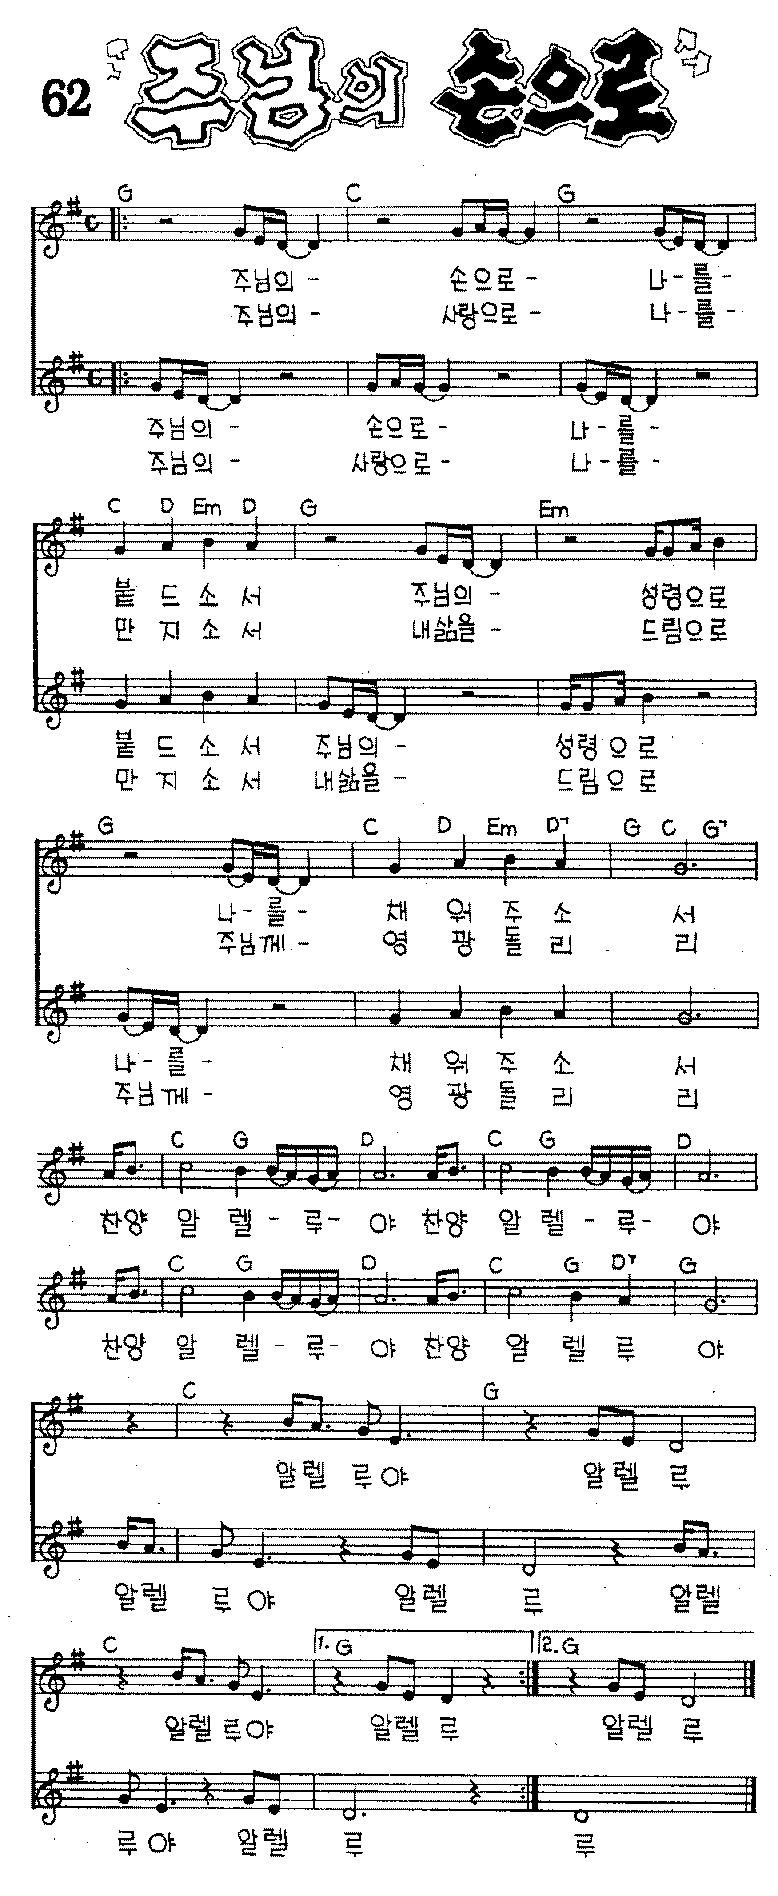 62 주님의 손으로
G C G
주님의 - 손으로 - 나 - 를 -
주님의 - 사랑으로 - 나 - 를 -
주님의 - 손으로 - 나 - 를 -
주님의 - 사랑으로 - 나 - 를 -
C D Em D G Em
붙 드 소 서 주님의 - 성령으로
만 지 소 서 내삶을 - 드림으로
붙 드 소 서 주님의 - 성령으로
만 지 소 서 내삶을 - 드림으로
G C D Em D7 G C G7
나 - 를 - 채 워 주 소 서
주님께 - 영 광 돌 리 리
나 - 를 - 채 워 주 소 서
주님께 - 영 광 돌 리 리
C G D C G D
찬양 알 렐 - 루 - 야 찬양 알 렐 - 루 - 야
C G D C G D7 G
찬양 알 렐 - 루 - 야 찬양 알 렐 루 야
C G
알렐 루야 알렐 루
알렐 루 야 알렐 루 알렐
C 1. G 2. G
알렐 루야 알렐 루 알렐 루
루 야 알렐 루 루